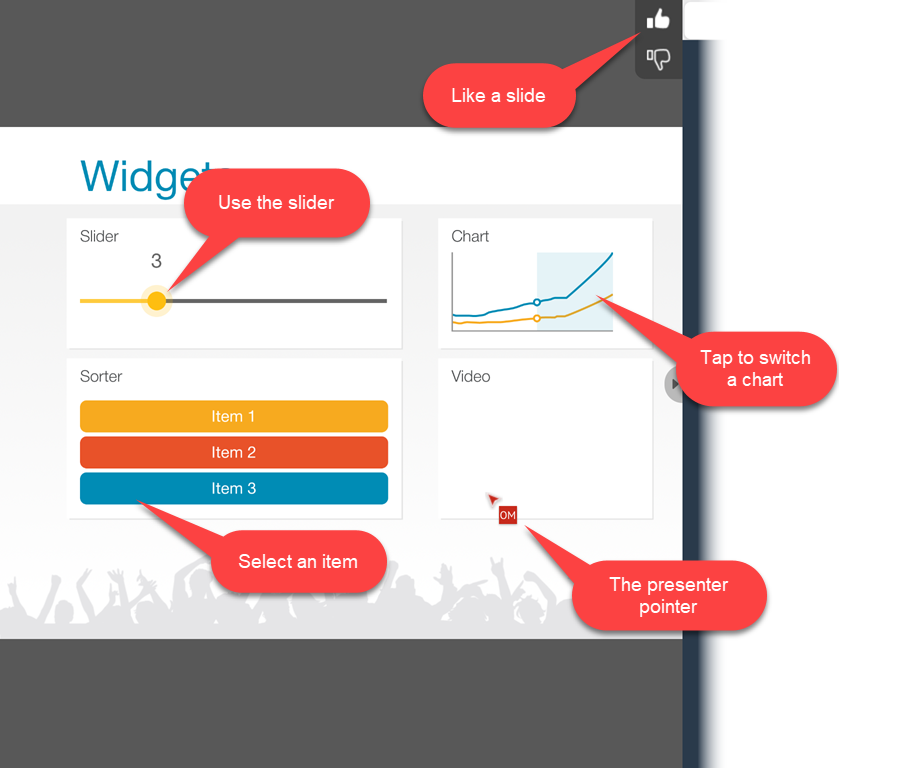 Like a slide
Use the slider
Slider
3
Chart
Tap to switch
a chart
Sorter
Item 1
Item 2
Item 3
Video
OM
Select an item
The presenter
pointer